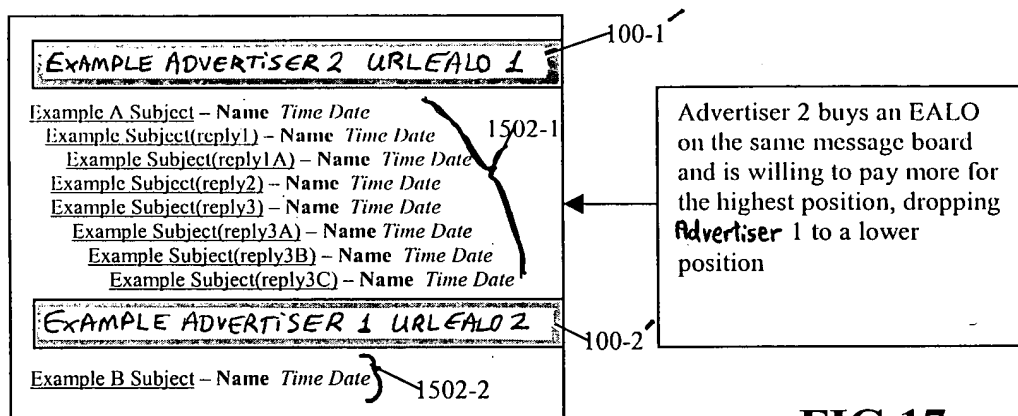 100-1
EXAMPLE ADVERTISER 2 URLEALO 1
Example A Subject – Name Time Date
Example Subject(reply1) – Name Time Date
1502-1
Example Subject(reply1A) – Name Time Date
Example Subject(reply2) – Name Time Date
Example Subject(reply3) – Name Time Date
Example Subject(reply3A) – Name Time Date
Example Subject(reply3B) – Name Time Date
Example Subject(reply3C) – Name Time Date
EXAMPLE ADVERTISER 1 URLEALO 2
100-2
Example B Subject – Name Time Date
1502-2
Advertiser 2 buys an EALO
on the same message board
and is willing to pay more for
the highest position, dropping
Advertiser 1 to a lower
position